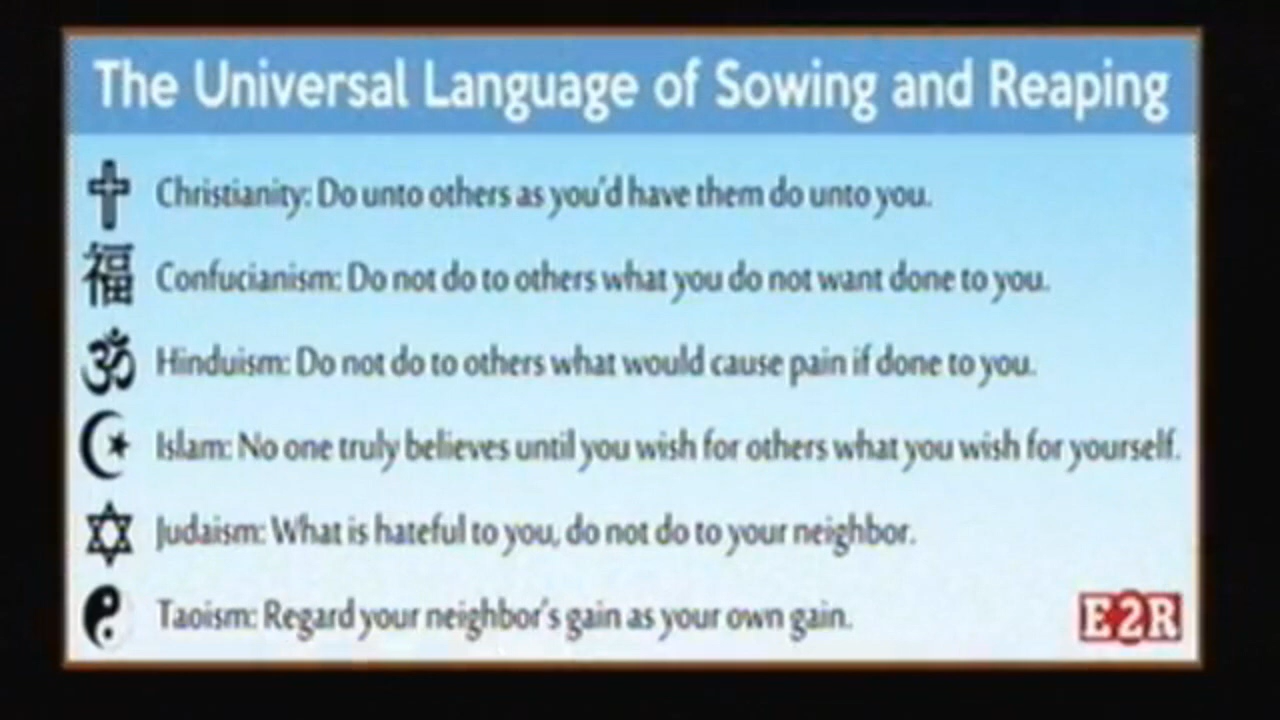 The Universal Language of Sowing and Reaping
Christianity: Do unto others as you'd have them do unto you.
福 Confucianism: Do not do to others what you do not want done to you.
ॐ Hinduism: Do not do to others what would cause pain if done to you.
Islam: No one truly believes until you wish for others what you wish for yourself.
Judaism: What is hateful to you, do not do to your neighbor.
Taoism: Regard your neighbor's gain as your own gain.
E2R